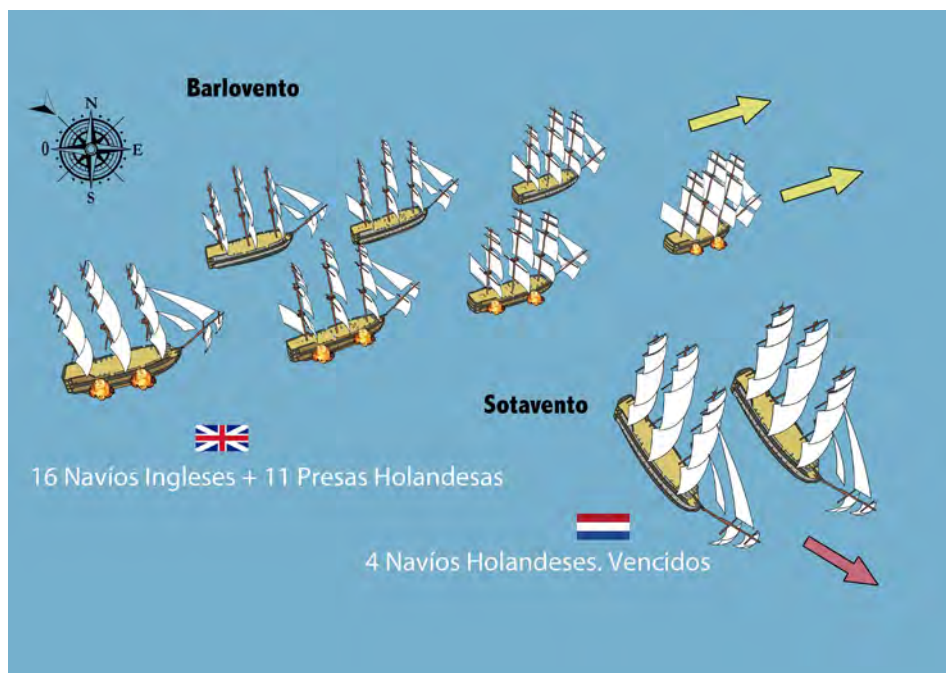 Barlovento
N
O E
S
Sotavento
16 Navíos Ingleses + 11 Presas Holandesas
4 Navíos Holandeses. Vencidos